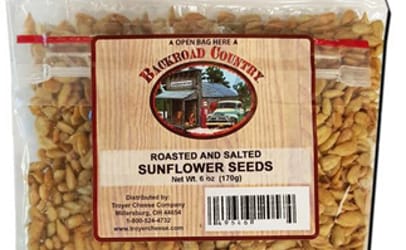 ▲ OPEN BAG HERE ▲
BACKROAD COUNTRY
ROASTED AND SALTED
SUNFLOWER SEEDS
Net Wt. 6 oz (170g)
Distributed by:
Troyer Cheese Company
Millersburg, OH 44654
1-800-524-4732
www.troyercheese.com